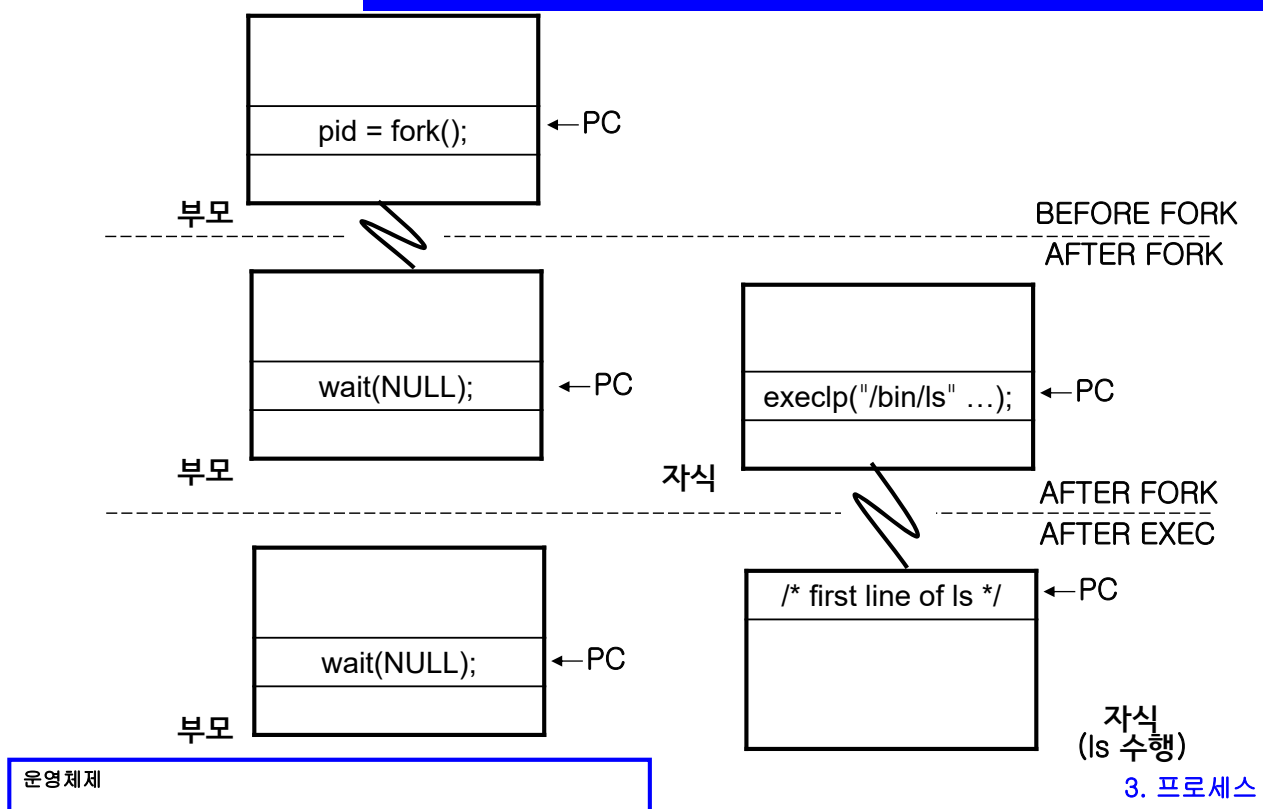 pid = fork();
←PC
부모
BEFORE FORK
AFTER FORK
wait(NULL);
←PC
execlp("/bin/ls" …);
←PC
부모
자식
AFTER FORK
AFTER EXEC
/* first line of ls */
←PC
wait(NULL);
←PC
부모
자식
(ls 수행)
운영체제
3. 프로세스